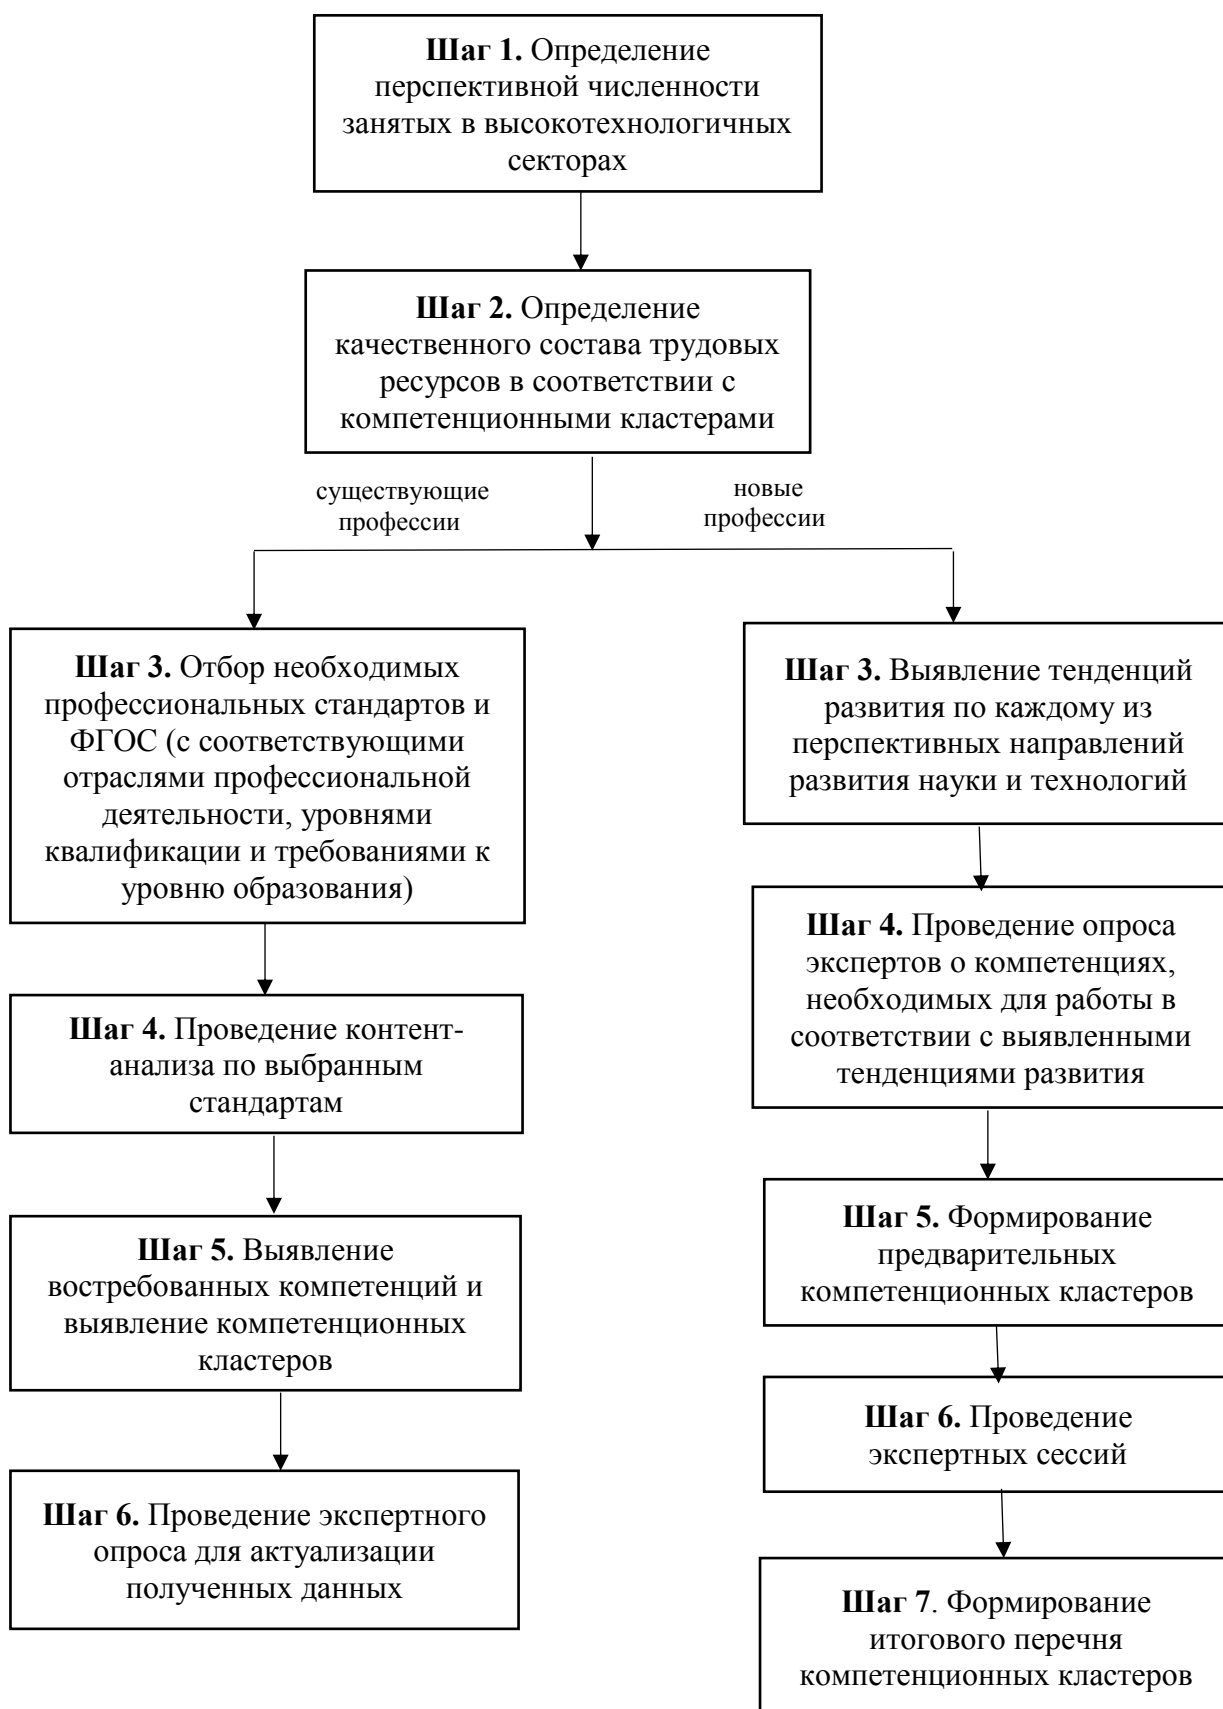 Шаг 1. Определение
перспективной численности
занятых в высокотехнологичных
секторах
Шаг 2. Определение
качественного состава трудовых
ресурсов в соответствии с
компетенционными кластерами
существующие
профессии
новые
профессии
Шаг 3. Отбор необходимых
профессиональных стандартов и
ФГОС (с соответствующими
отраслями профессиональной
деятельности, уровнями
квалификации и требованиями к
уровню образования)
Шаг 4. Проведение контент-
анализа по выбранным
стандартам
Шаг 5. Выявление
востребованных компетенций и
выявление компетенционных
кластеров
Шаг 6. Проведение экспертного
опроса для актуализации
полученных данных
Шаг 3. Выявление тенденций
развития по каждому из
перспективных направлений
развития науки и технологий
Шаг 4. Проведение опроса
экспертов о компетенциях,
необходимых для работы в
соответствии с выявленными
тенденциями развития
Шаг 5. Формирование
предварительных
компетенционных кластеров
Шаг 6. Проведение
экспертных сессий
Шаг 7. Формирование
итогового перечня
компетенционных кластеров